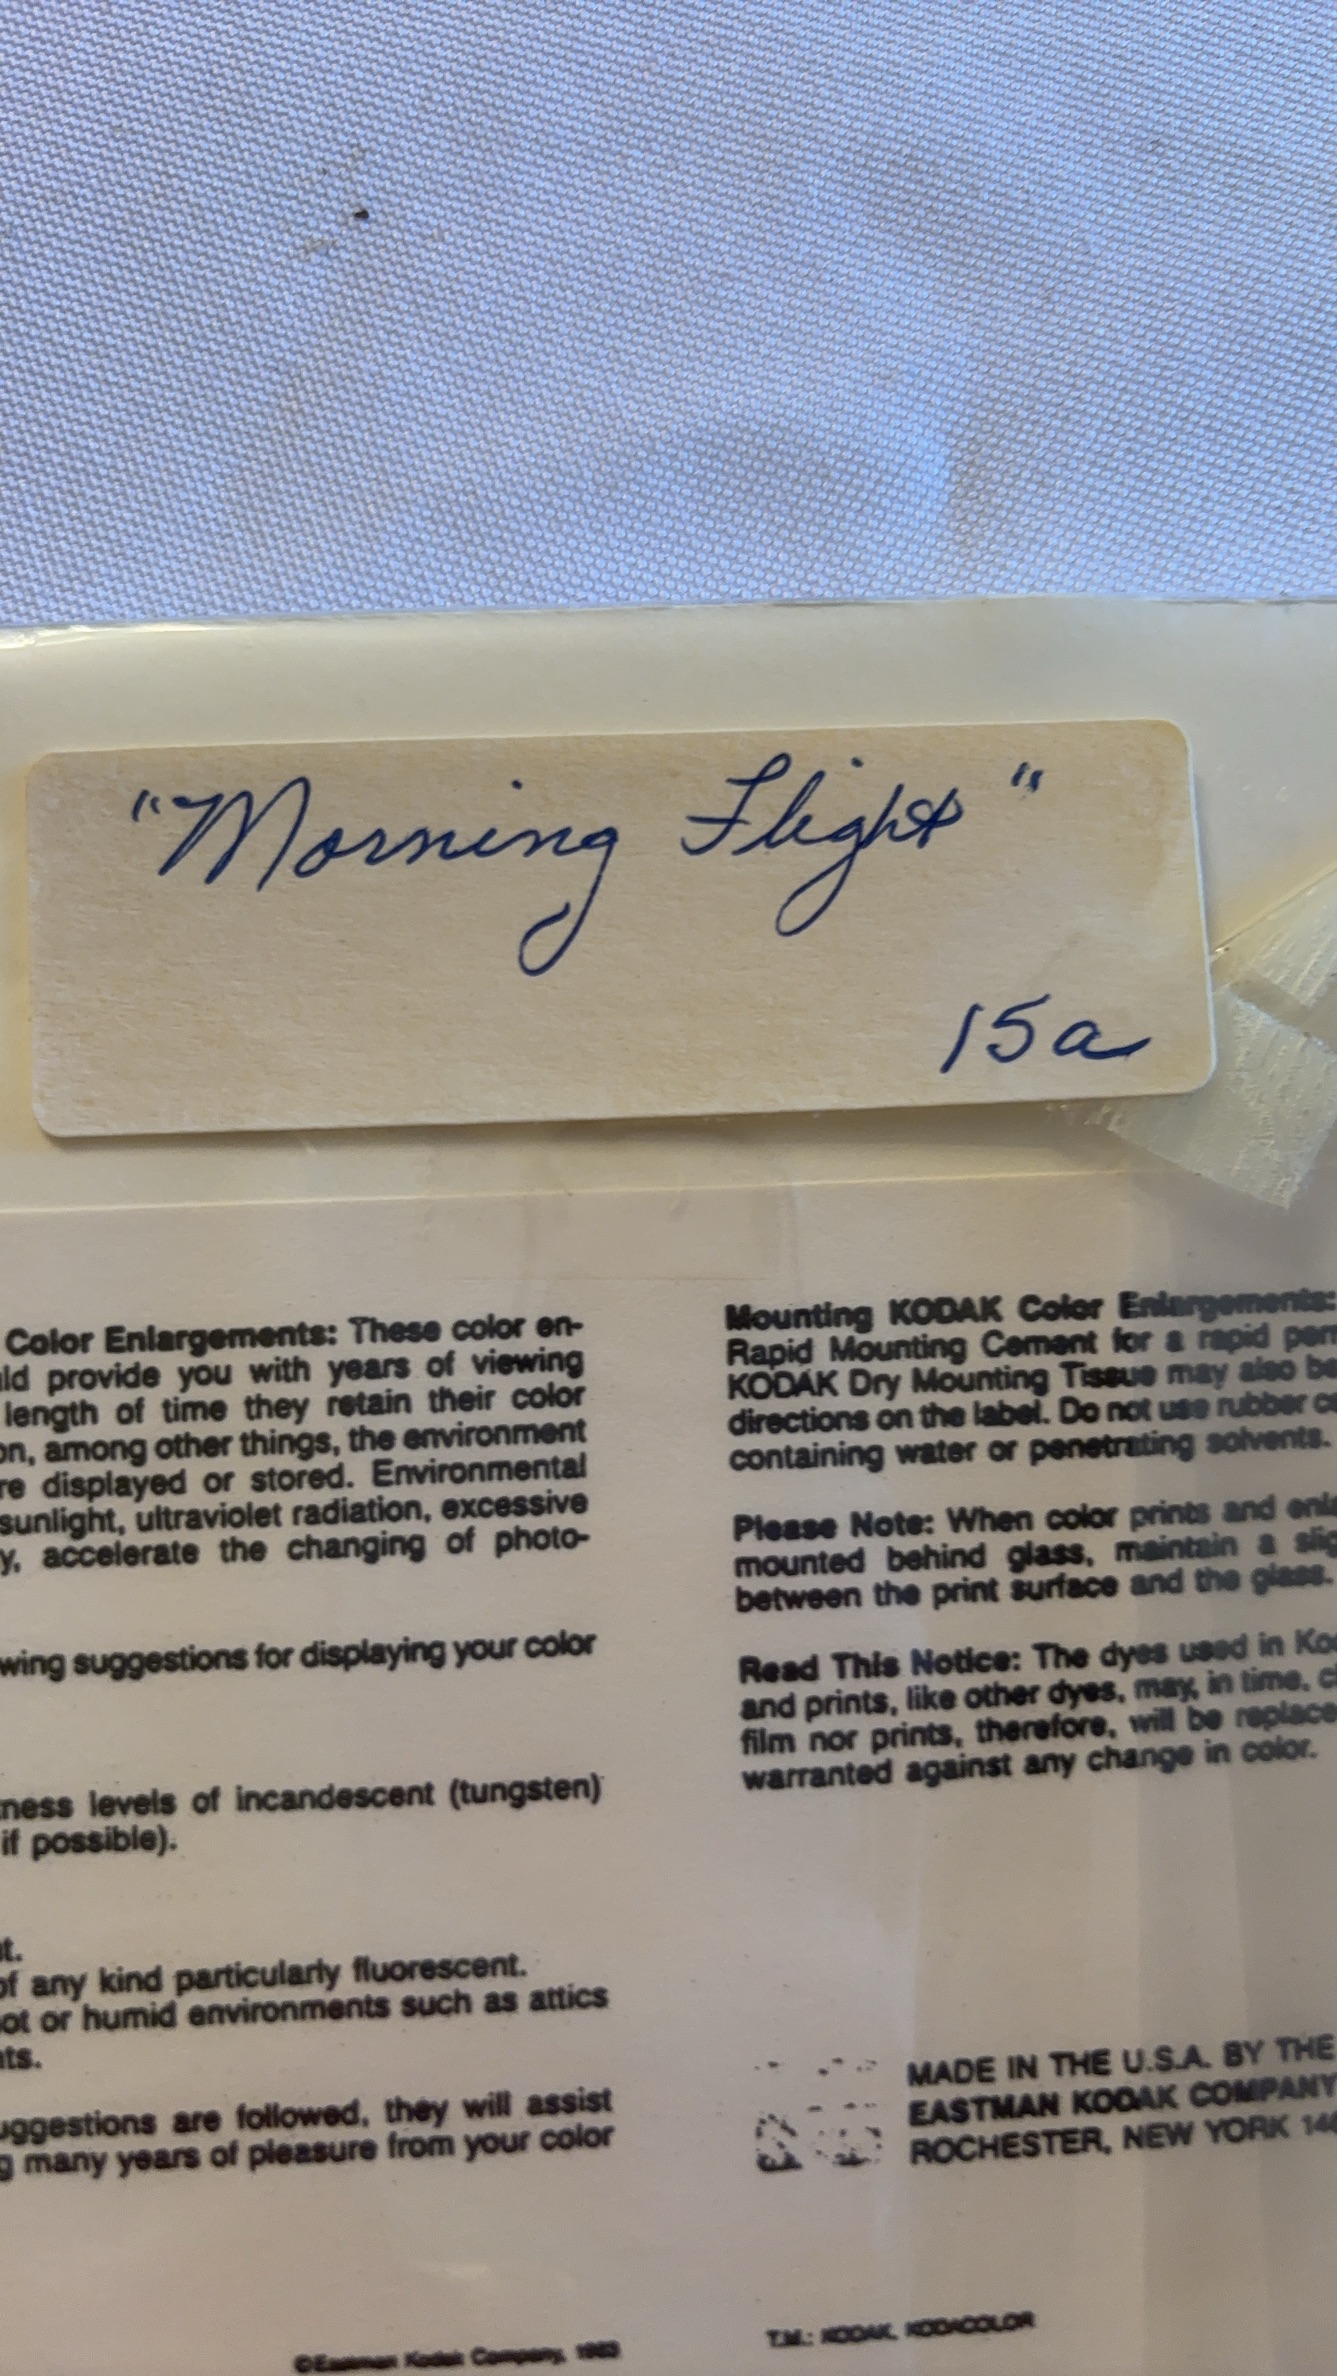 "Morning Flight"
15a
Color Enlargements: These color en-
ld provide you with years of viewing
length of time they retain their color
on, among other things, the environment
re displayed or stored. Environmental
sunlight, ultraviolet radiation, excessive
y, accelerate the changing of photo-
wing suggestions for displaying your color
ness levels of incandescent (tungsten)
if possible).
t.
of any kind particularly fluorescent.
ot or humid environments such as attics
ts.
uggestions are followed, they will assist
g many years of pleasure from your color
©Eastman Kodak Company, 1983
Mounting KODAK Color Enlargements:
Rapid Mounting Cement for a rapid per
KODAK Dry Mounting Tissue may also be
directions on the label. Do not use rubber c
containing water or penetrating solvents.
Please Note: When color prints and enl
mounted behind glass, maintain a slig
between the print surface and the glass.
Read This Notice: The dyes used in Ko
and prints, like other dyes, may, in time, c
film nor prints, therefore, will be replace
warranted against any change in color.
MADE IN THE U.S.A. BY THE
EASTMAN KODAK COMPANY
ROCHESTER, NEW YORK 14
T.M.: KODAK, KODACOLOR